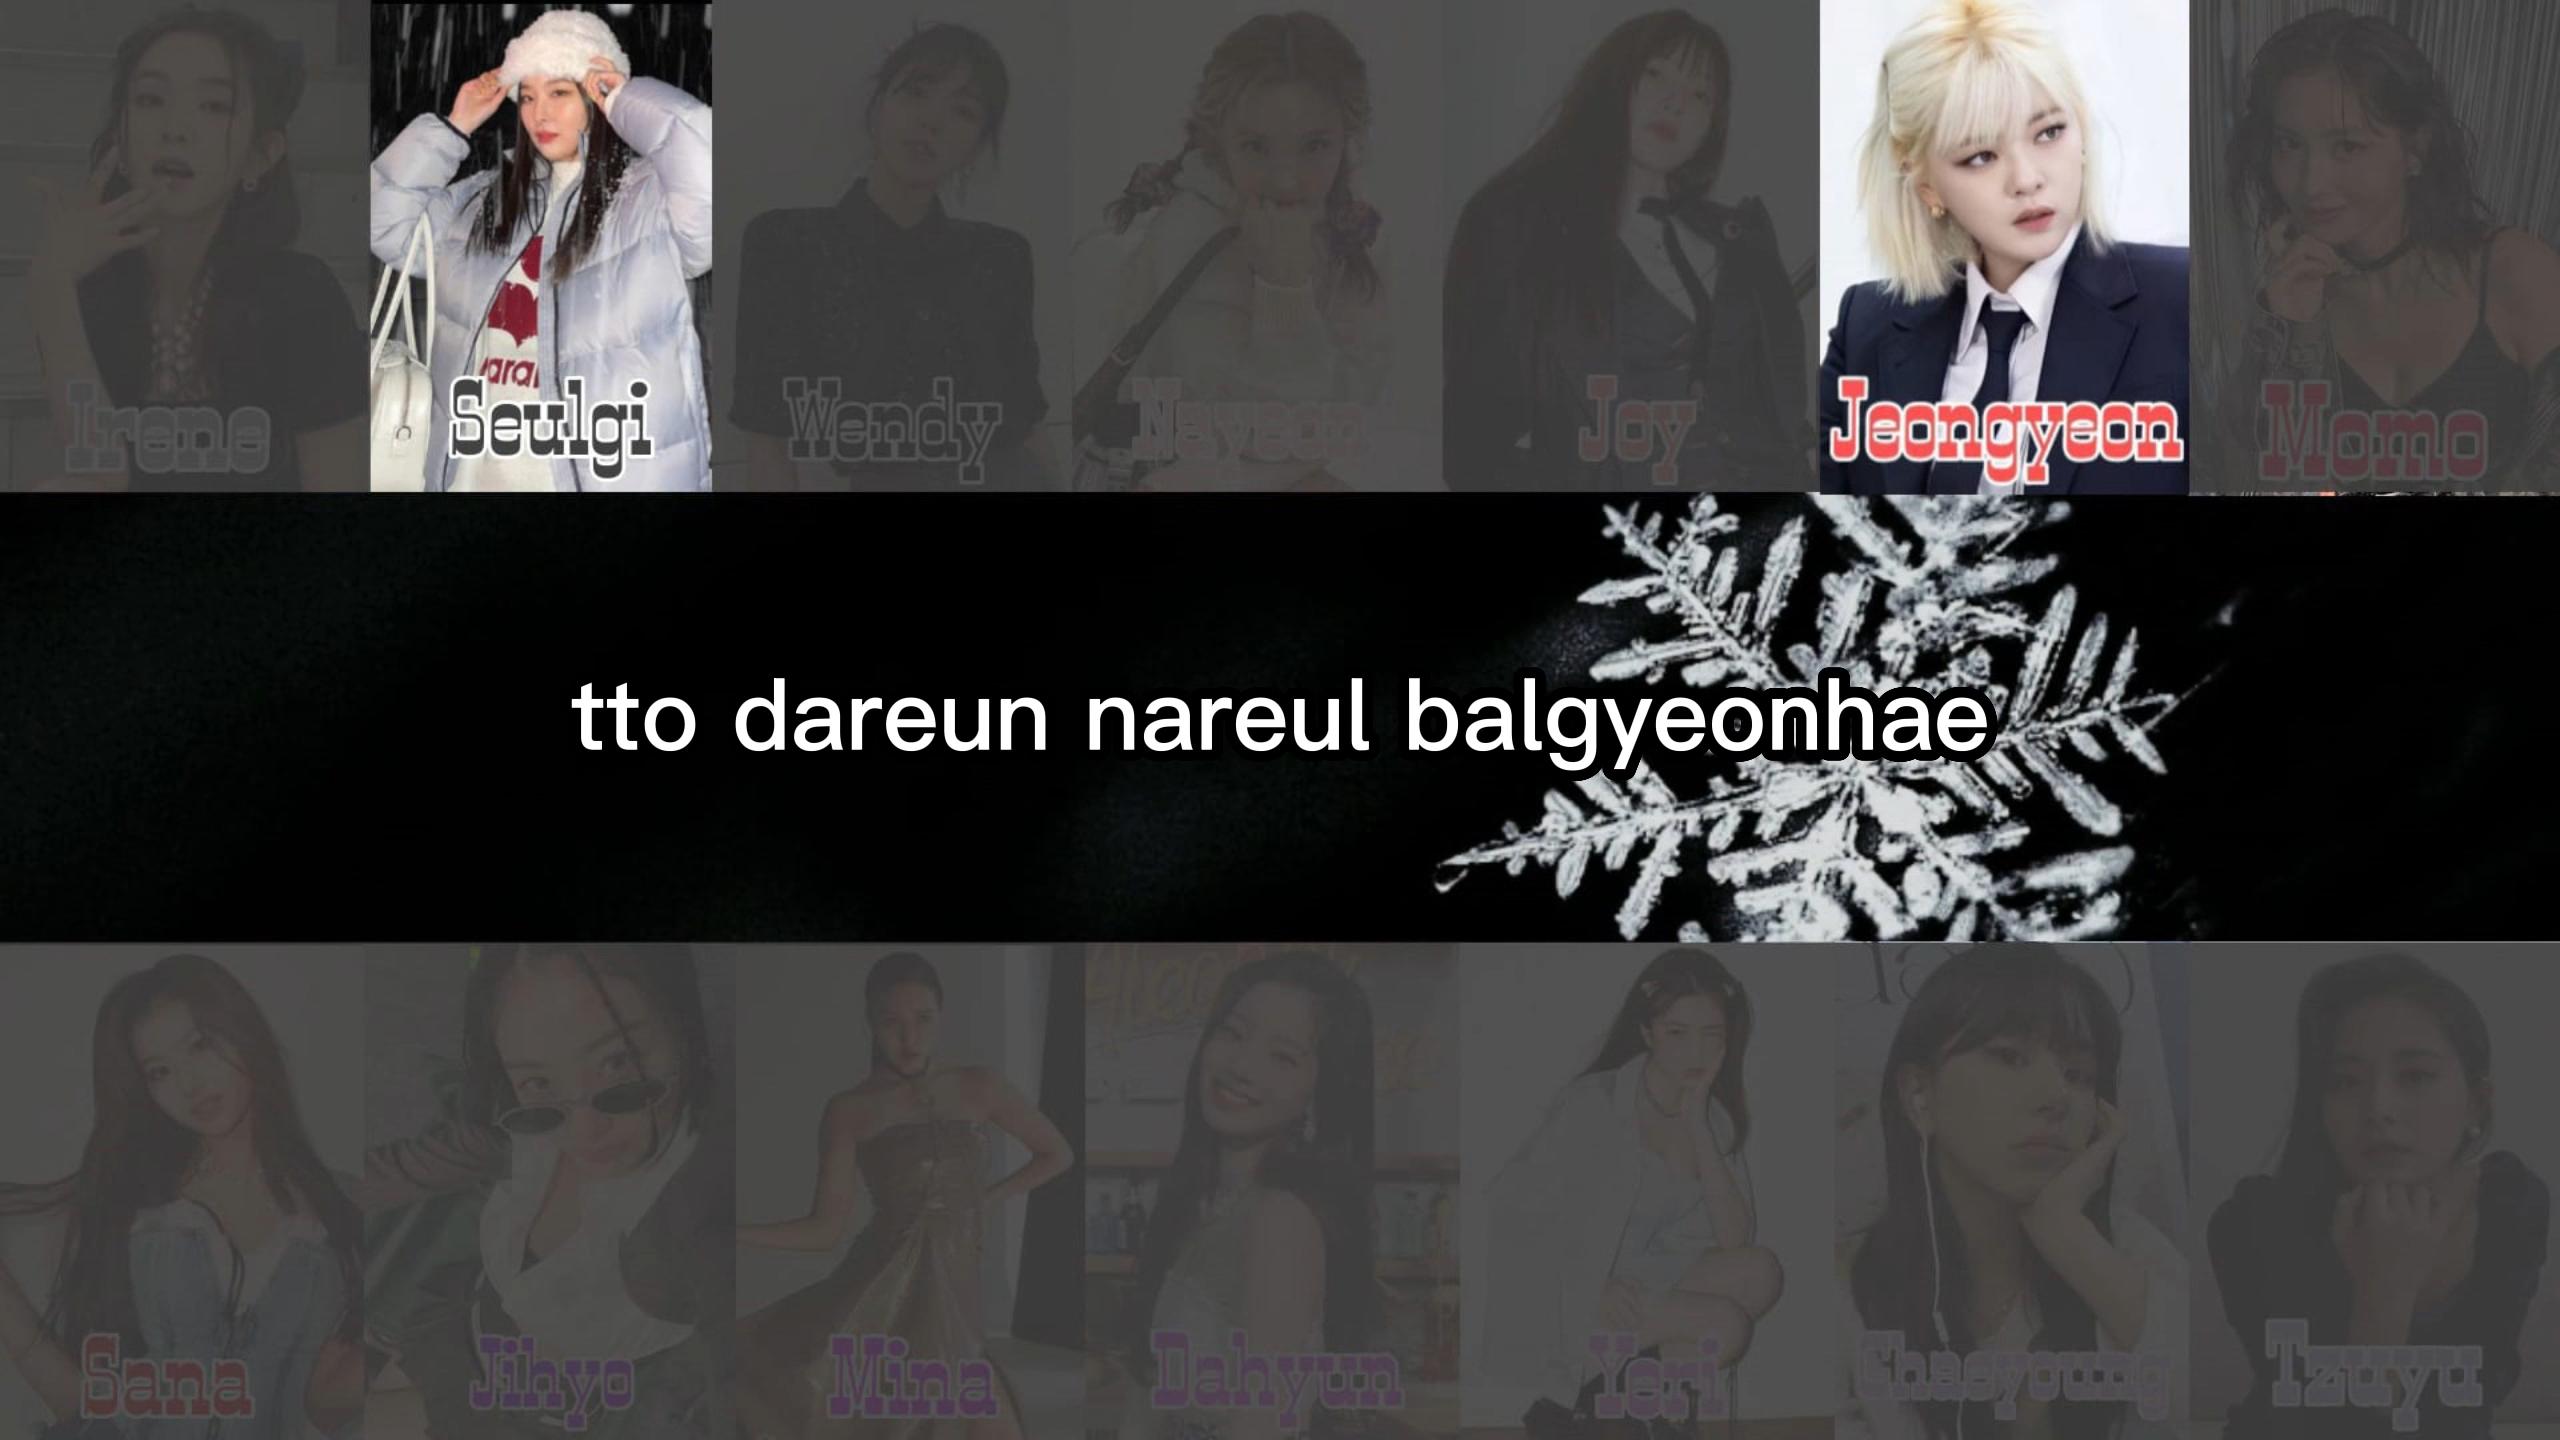 Irene
Seulgi
Wendy
Nayeon
Joy
Jeongyeon
Momo
tto dareun nareul balgyeonhae
Sana
Jihyo
Mina
Dahyun
Yeri
Chaeyoung
Tzuyu